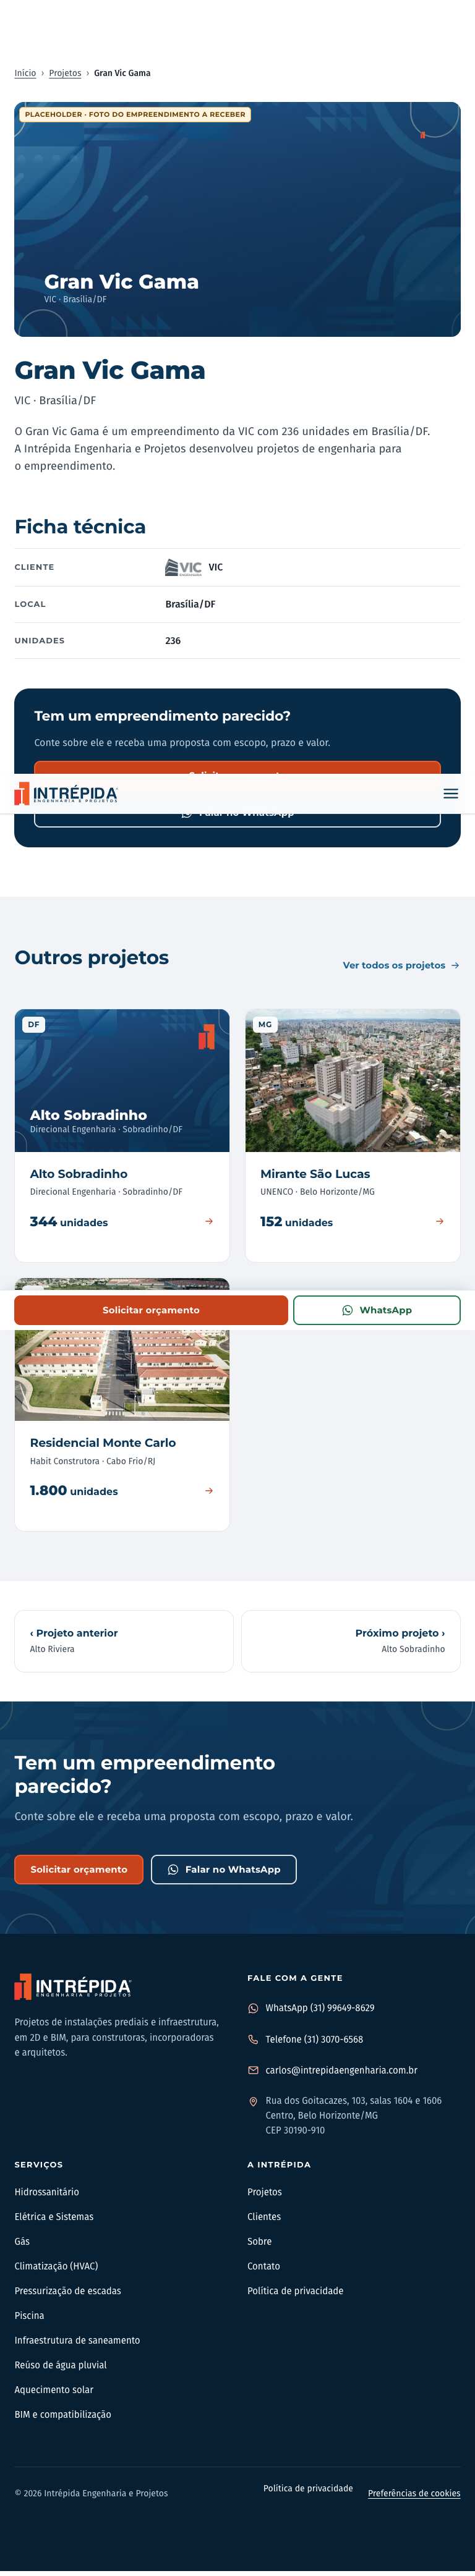 Início › Projetos › Gran Vic Gama
PLACEHOLDER · FOTO DO EMPREENDIMENTO A RECEBER
Gran Vic Gama
VIC · Brasília/DF
Gran Vic Gama
VIC · Brasília/DF
O Gran Vic Gama é um empreendimento da VIC com 236 unidades em Brasília/DF.
A Intrépida Engenharia e Projetos desenvolveu projetos de engenharia para
o empreendimento.
Ficha técnica
CLIENTE VIC VIC
LOCAL Brasília/DF
UNIDADES 236
Tem um empreendimento parecido?
Conte sobre ele e receba uma proposta com escopo, prazo e valor.
INTRÉPIDA
ENGENHARIA E PROJETOS
Falar no WhatsApp
Outros projetos
Ver todos os projetos →
DF
Alto Sobradinho
Direcional Engenharia · Sobradinho/DF
Alto Sobradinho
Direcional Engenharia · Sobradinho/DF
344 unidades →
MG
Mirante São Lucas
UNENCO · Belo Horizonte/MG
152 unidades →
Solicitar orçamento
WhatsApp
Residencial Monte Carlo
Habit Construtora · Cabo Frio/RJ
1.800 unidades →
‹ Projeto anterior
Alto Riviera
Próximo projeto ›
Alto Sobradinho
Tem um empreendimento
parecido?
Conte sobre ele e receba uma proposta com escopo, prazo e valor.
Solicitar orçamento
Falar no WhatsApp
INTRÉPIDA
ENGENHARIA E PROJETOS
Projetos de instalações prediais e infraestrutura,
em 2D e BIM, para construtoras, incorporadoras
e arquitetos.
FALE COM A GENTE
WhatsApp (31) 99649-8629
Telefone (31) 3070-6568
carlos@intrepidaengenharia.com.br
Rua dos Goitacazes, 103, salas 1604 e 1606
Centro, Belo Horizonte/MG
CEP 30190-910
SERVIÇOS
Hidrossanitário
Elétrica e Sistemas
Gás
Climatização (HVAC)
Pressurização de escadas
Piscina
Infraestrutura de saneamento
Reúso de água pluvial
Aquecimento solar
BIM e compatibilização
A INTRÉPIDA
Projetos
Clientes
Sobre
Contato
Política de privacidade
© 2026 Intrépida Engenharia e Projetos
Política de privacidade
Preferências de cookies